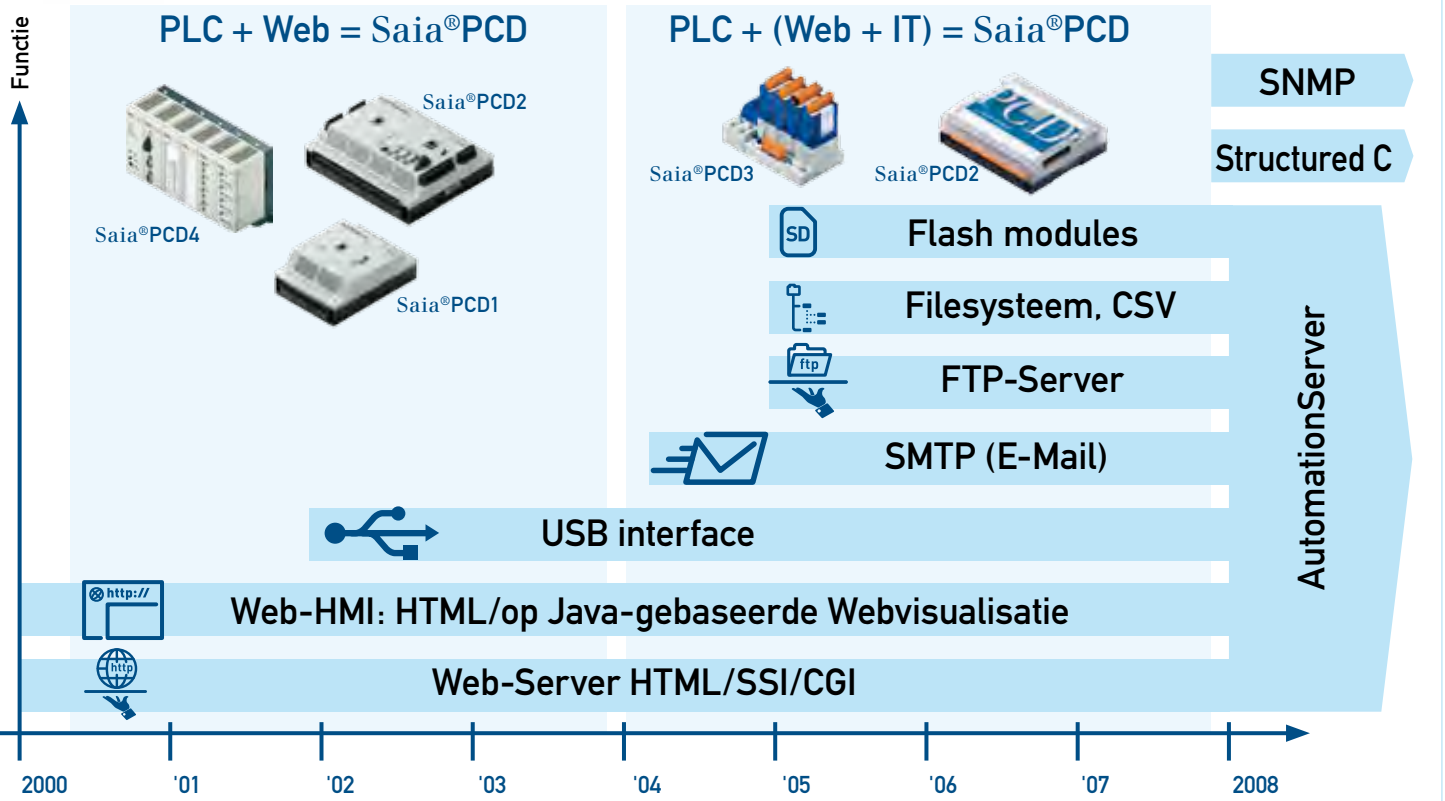 Functie
PLC + Web = Saia®PCD
PLC + (Web + IT) = Saia®PCD
Saia®PCD4
Saia®PCD2
Saia®PCD1
Saia®PCD3
PCD
Saia®PCD2
SNMP
Structured C
SD
Flash modules
Filesysteem, CSV
ftp
FTP-Server
SMTP (E-Mail)
USB interface
http://
Web-HMI: HTML/op Java-gebaseerde Webvisualisatie
http
Web-Server HTML/SSI/CGI
AutomationServer
2000 '01 '02 '03 '04 '05 '06 '07 2008